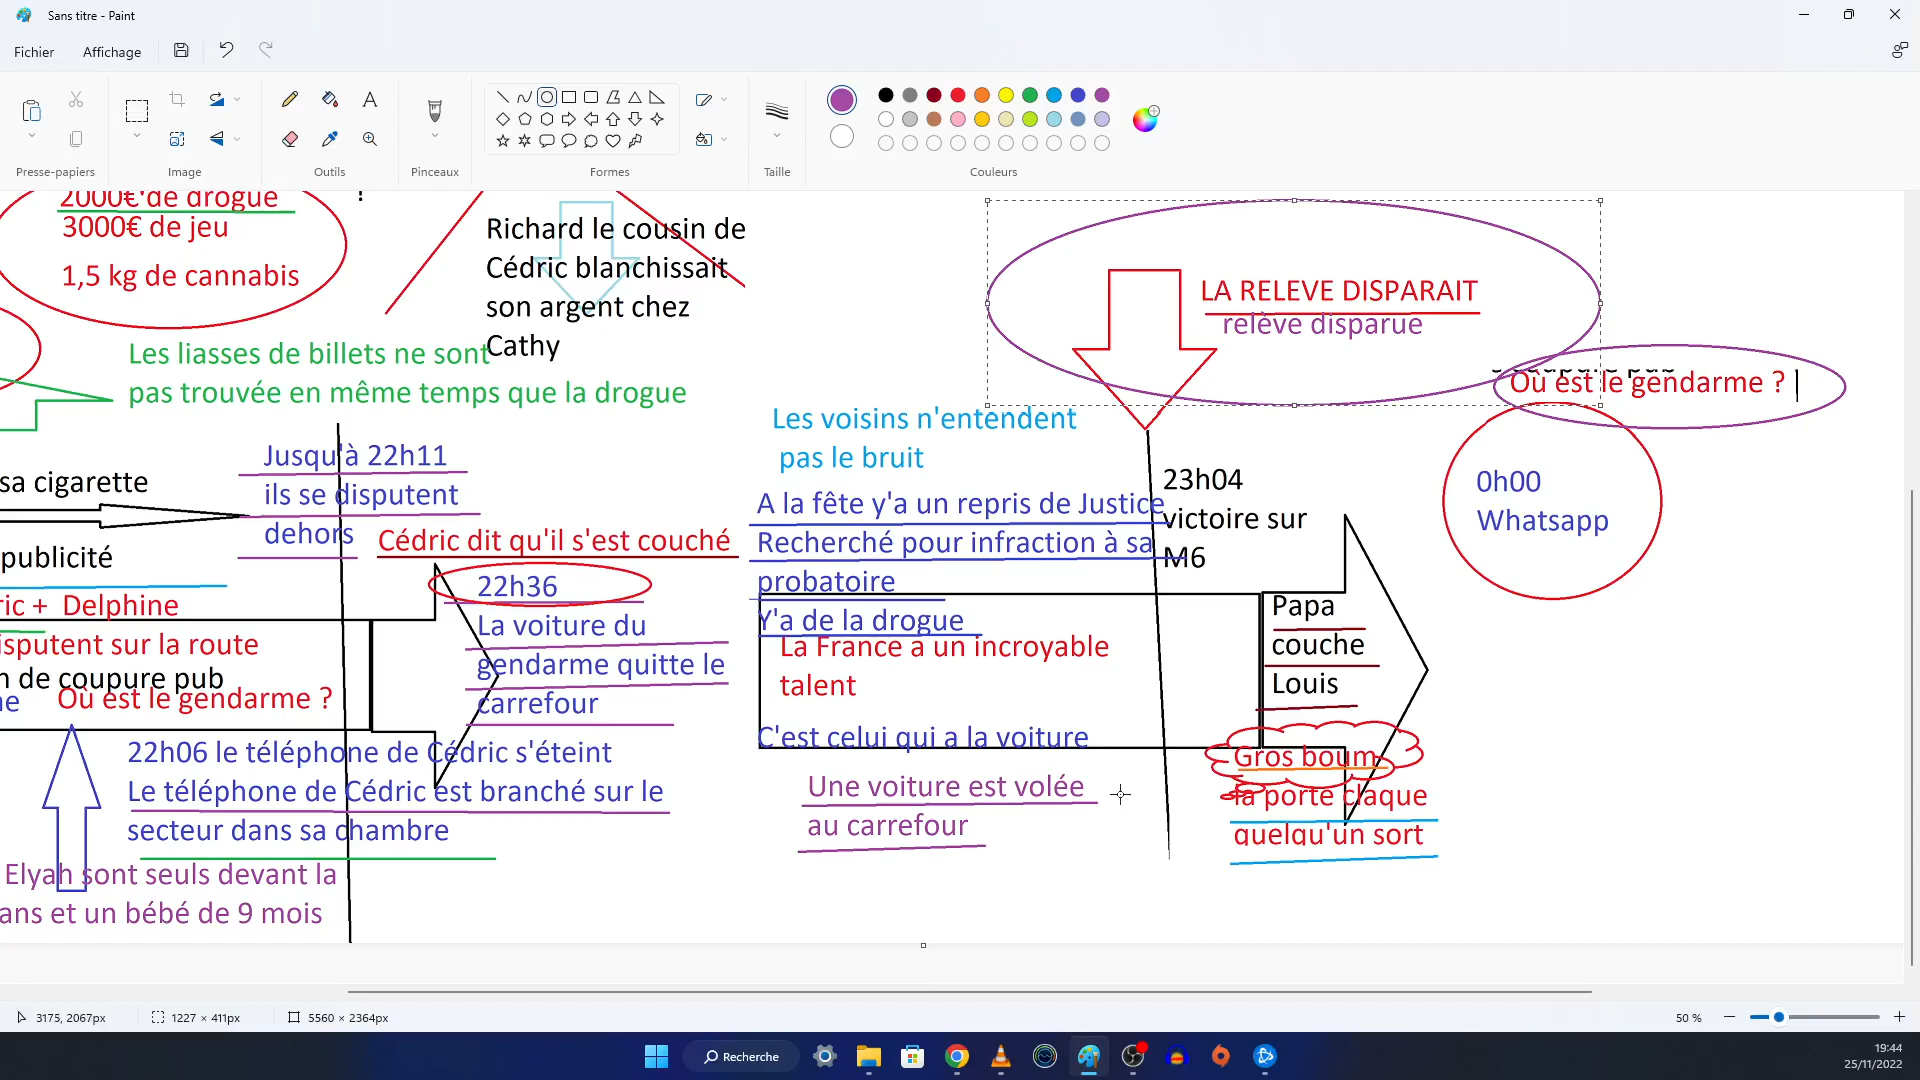 Sans titre - Paint
Fichier
Affichage
Presse-papiers
Image
Outils
Pinceaux
Formes
Taille
Couleurs
2000€ de drogue
3000€ de jeu
1,5 kg de cannabis
!
Richard le cousin de
Cédric blanchissait
son argent chez
Cathy
LA RELEVE DISPARAIT
relève disparue
Où est le gendarme ?
Les liasses de billets ne sont
pas trouvée en même temps que la drogue
Les voisins n'entendent
pas le bruit
sa cigarette
Jusqu'à 22h11
ils se disputent
dehors
publicité
Cédric dit qu'il s'est couché
22h36
La voiture du
gendarme quitte le
carrefour
A la fête y'a un repris de Justice
Recherché pour infraction à sa
probatoire
Y'a de la drogue
La France a un incroyable
talent
C'est celui qui a la voiture
Une voiture est volée
au carrefour
23h04
victoire sur
M6
0h00
Whatsapp
Papa
couche
Louis
Gros boum
la porte claque
quelqu'un sort
ric + Delphine
isputent sur la route
n de coupure pub
ne
Où est le gendarme ?
22h06 le téléphone de Cédric s'éteint
Le téléphone de Cédric est branché sur le
secteur dans sa chambre
Elyah sont seuls devant la
ans et un bébé de 9 mois
3175, 2067px
1227 × 411px
5560 × 2364px
50 %
Recherche
19:44
25/11/2022